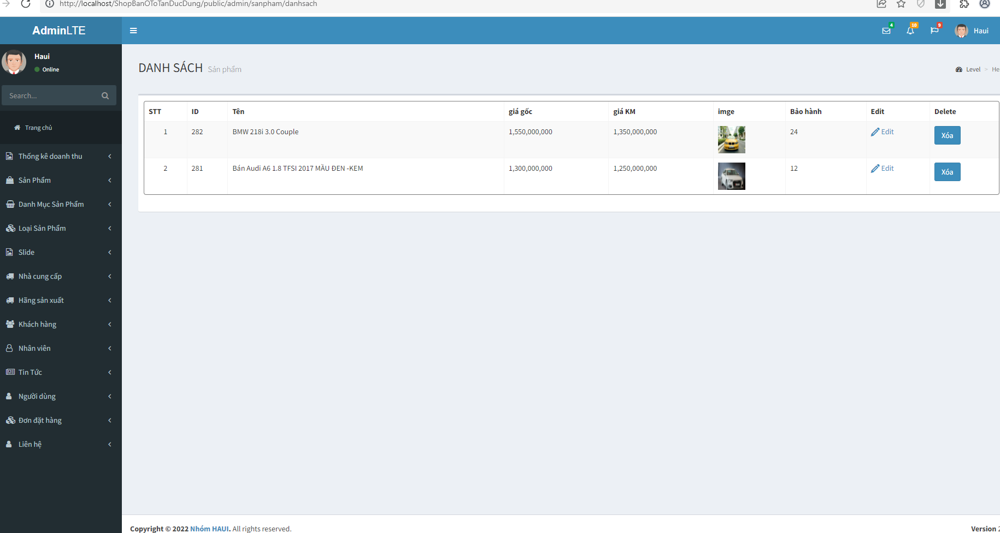 http://localhost/ShopBanOToTanDucDung/public/admin/sanpham/danhsach
AdminLTE
4
10
9
Haui
Haui
Online
Search...
Trang chủ
Thống kê doanh thu
Sản Phẩm
Danh Mục Sản Phẩm
Loại Sản Phẩm
Slide
Nhà cung cấp
Hãng sản xuất
Khách hàng
Nhân viên
Tin Tức
Người dùng
Đơn đặt hàng
Liên hệ
DANH SÁCH Sản phẩm
Level > He
STT ID Tên giá gốc giá KM imge Bảo hành Edit Delete
1 282 BMW 218i 3.0 Couple 1,550,000,000 1,350,000,000 24 Edit Xóa
2 281 Bán Audi A6 1.8 TFSI 2017 MẦU ĐEN -KEM 1,300,000,000 1,250,000,000 12 Edit Xóa
Copyright © 2022 Nhóm HAUI. All rights reserved.
Version 2